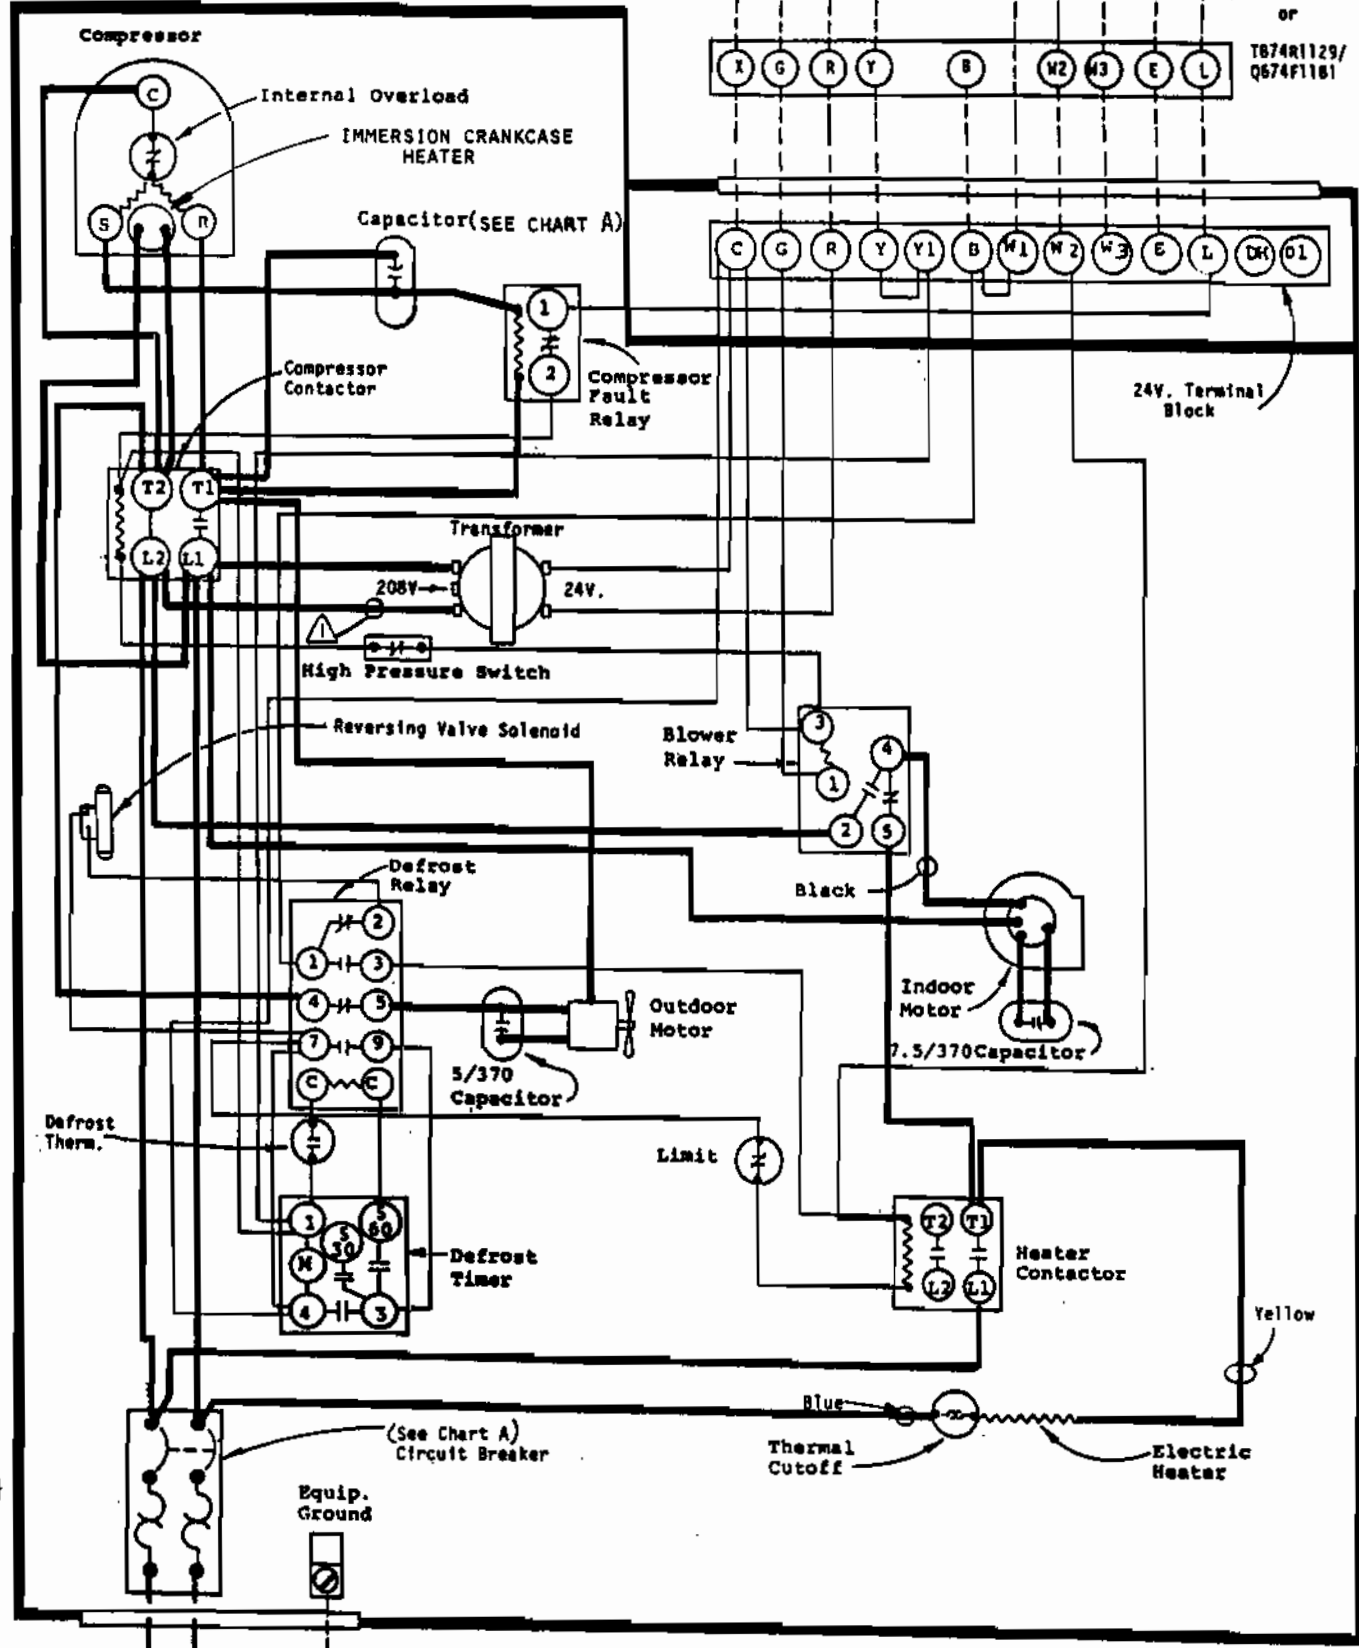 or
Compressor
X G R Y B W2 W3 E L
T874R1129/
Q674F1181
C
Internal Overload
IMMERSION CRANKCASE
HEATER
S R
Capacitor(SEE CHART A)
C G R Y Y1 B W1 W2 W3 E L DH O1
1
2
Compressor
Fault
Relay
Compressor
Contactor
24V. Terminal
Block
T2 T1
L2 L1
Transformer
208V
24V.
1
High Pressure Switch
Reversing Valve Solenoid
Blower
Relay
3
4
1
2 5
Defrost
Relay
Black
2
1 3
4 5
7 9
C C
Outdoor
Motor
Indoor
Motor
7.5/370Capacitor
5/370
Capacitor
Defrost
Therm.
Limit
1 S
30 S
60
M
4 3
Defrost
Timer
T2 T1
L2 L1
Heater
Contactor
Yellow
Blue
Thermal
Cutoff
Electric
Heater
(See Chart A)
Circuit Breaker
Equip.
Ground